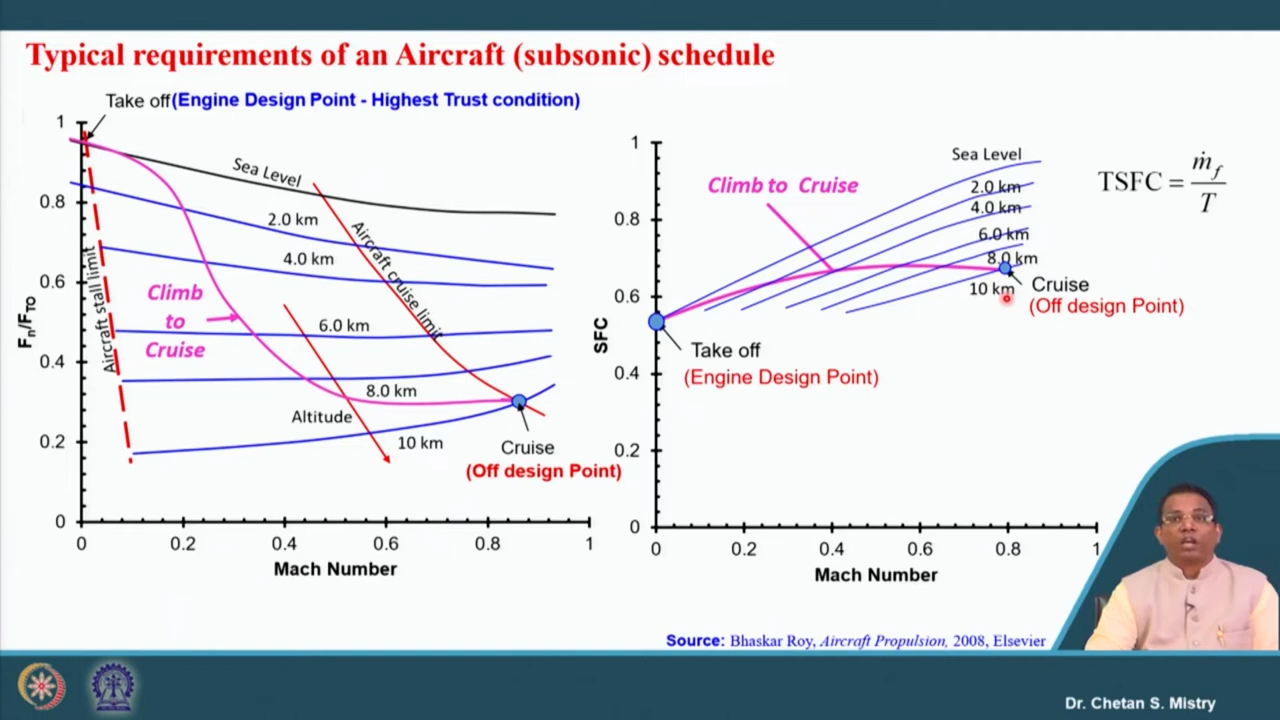 Typical requirements of an Aircraft (subsonic) schedule
Take off(Engine Design Point - Highest Trust condition)
1
0.8
0.6
0.4
0.2
0
Fn/FTO
Sea Level
2.0 km
4.0 km
6.0 km
8.0 km
10 km
Aircraft stall limit
Aircraft cruise limit
Climb
to
Cruise
Altitude
Cruise
(Off design Point)
0
0.2
0.4
0.6
0.8
1
Mach Number
1
0.8
0.6
0.4
0.2
0
SFC
Climb to Cruise
Sea Level
2.0 km
4.0 km
6.0 km
8.0 km
10 km
Cruise
(Off design Point)
Take off
(Engine Design Point)
0
0.2
0.4
0.6
0.8
1
Mach Number
TSFC = ṁf / T
Source: Bhaskar Roy, Aircraft Propulsion, 2008, Elsevier
Dr. Chetan S. Mistry